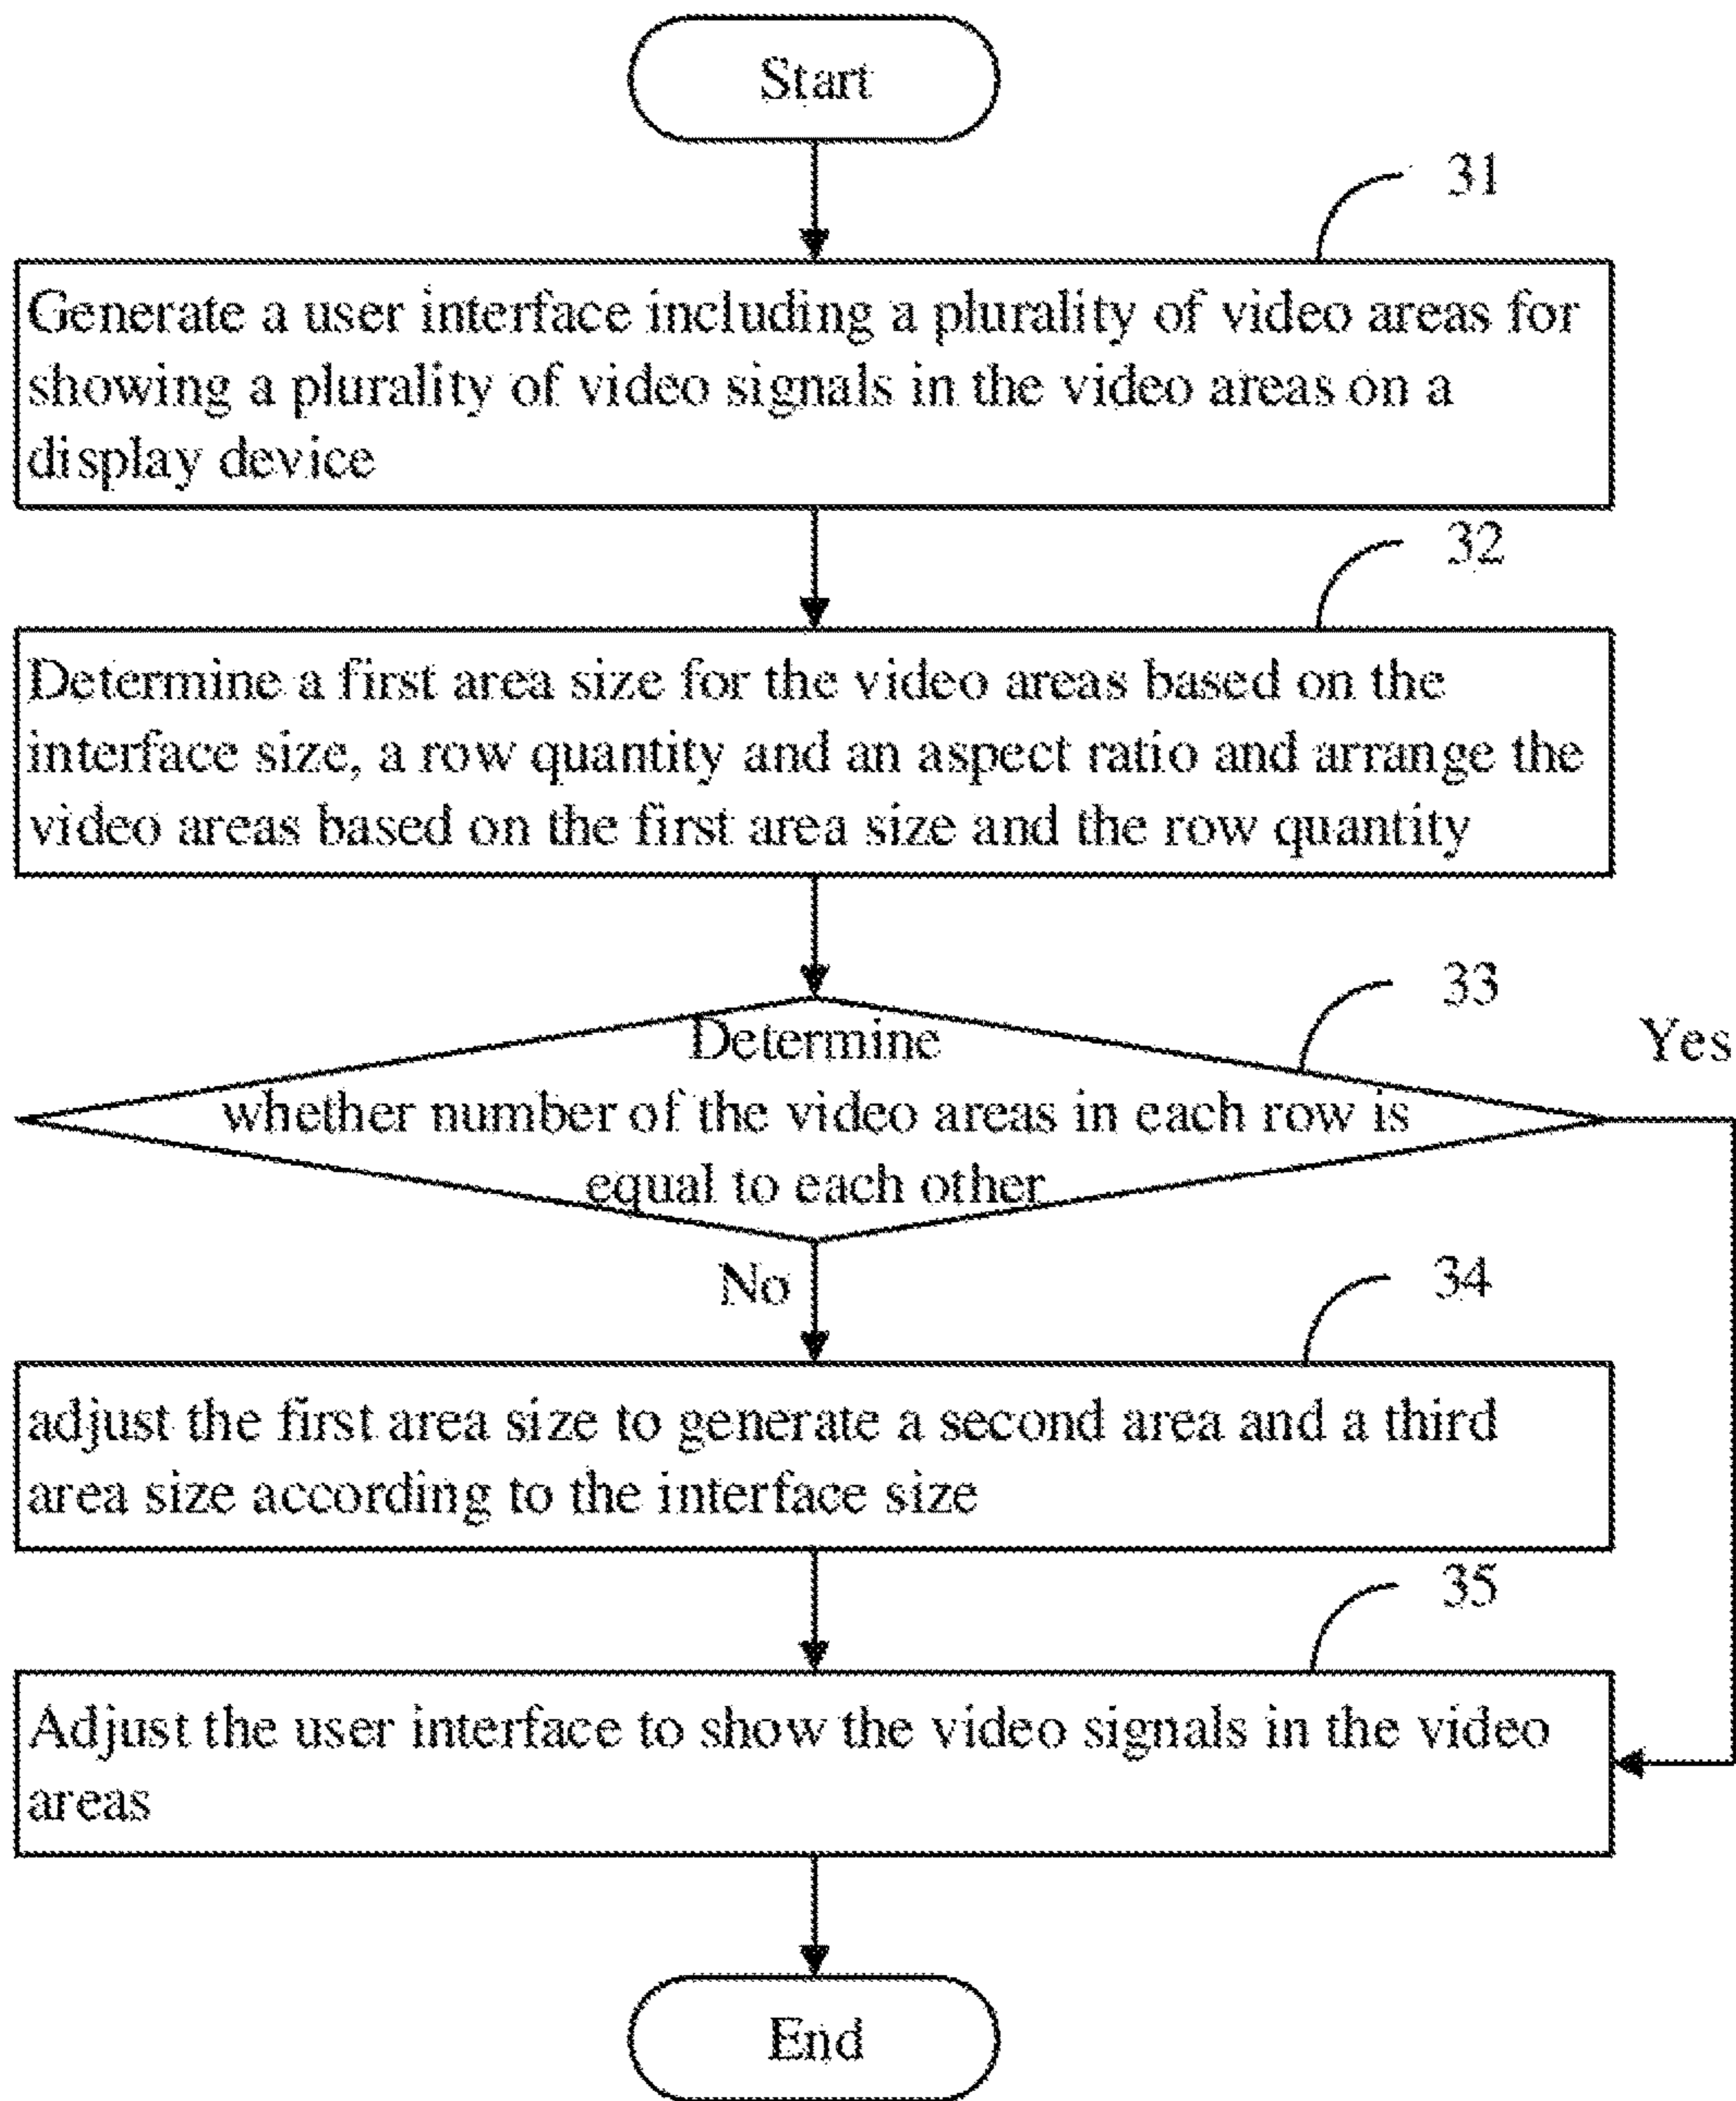 Start
31
Generate a user interface including a plurality of video areas for
showing a plurality of video signals in the video areas on a
display device
32
Determine a first area size for the video areas based on the
interface size, a row quantity and an aspect ratio and arrange the
video areas based on the first area size and the row quantity
33
Yes
Determine
whether number of the video areas in each row is
equal to each other
No
34
adjust the first area size to generate a second area and a third
area size according to the interface size
35
Adjust the user interface to show the video signals in the video
areas
End